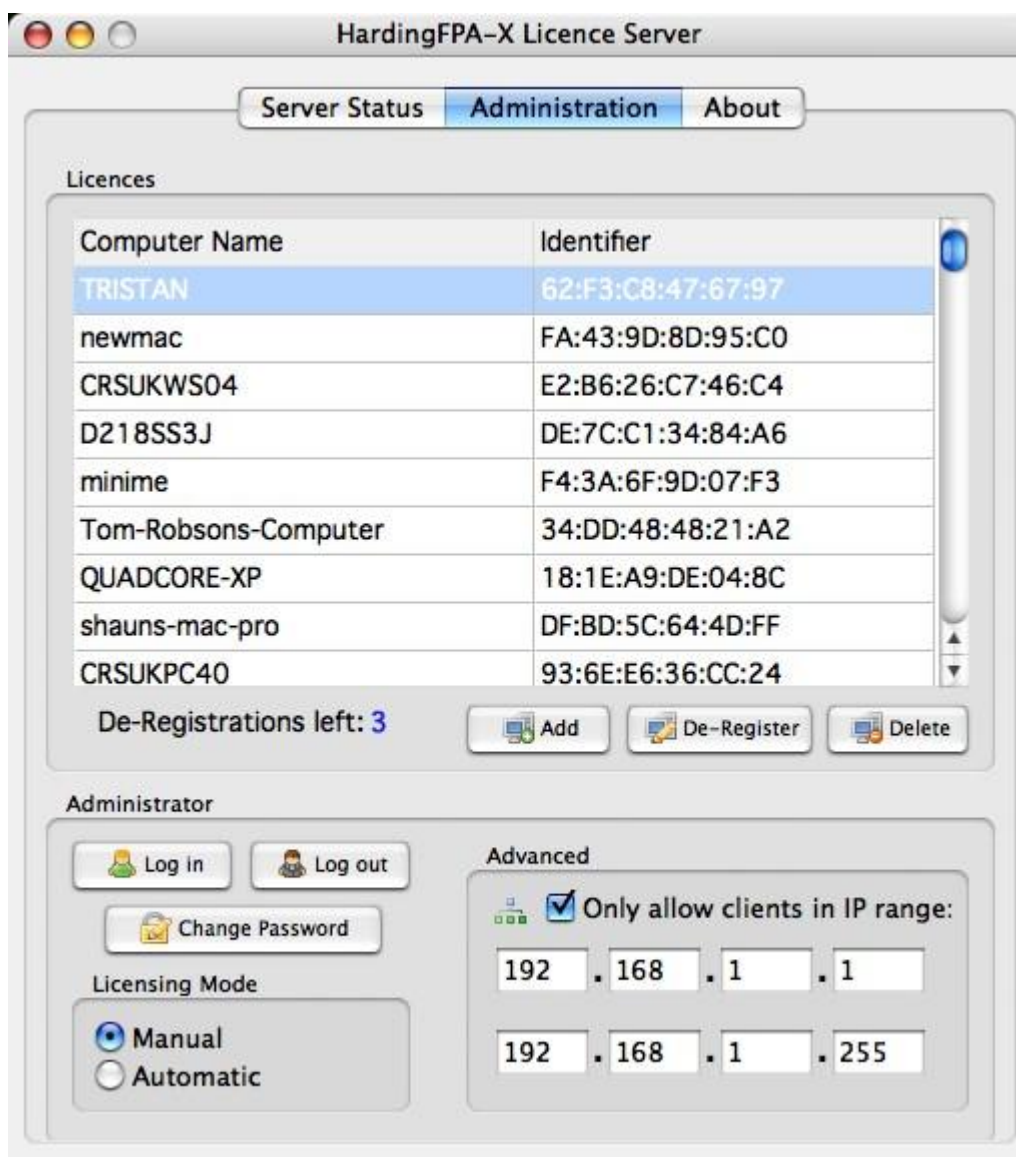 HardingFPA-X Licence Server
Server Status Administration About
Licences
Computer Name Identifier
TRISTAN 62:F3:C8:47:67:97
newmac FA:43:9D:8D:95:C0
CRSUKWS04 E2:B6:26:C7:46:C4
D218SS3J DE:7C:C1:34:84:A6
minime F4:3A:6F:9D:07:F3
Tom-Robsons-Computer 34:DD:48:48:21:A2
QUADCORE-XP 18:1E:A9:DE:04:8C
shauns-mac-pro DF:BD:5C:64:4D:FF
CRSUKPC40 93:6E:E6:36:CC:24
De-Registrations left: 3 Add De-Register Delete
Administrator
Log in Log out
Change Password
Licensing Mode
Manual
Automatic
Advanced
Only allow clients in IP range:
192 . 168 . 1 . 1
192 . 168 . 1 . 255